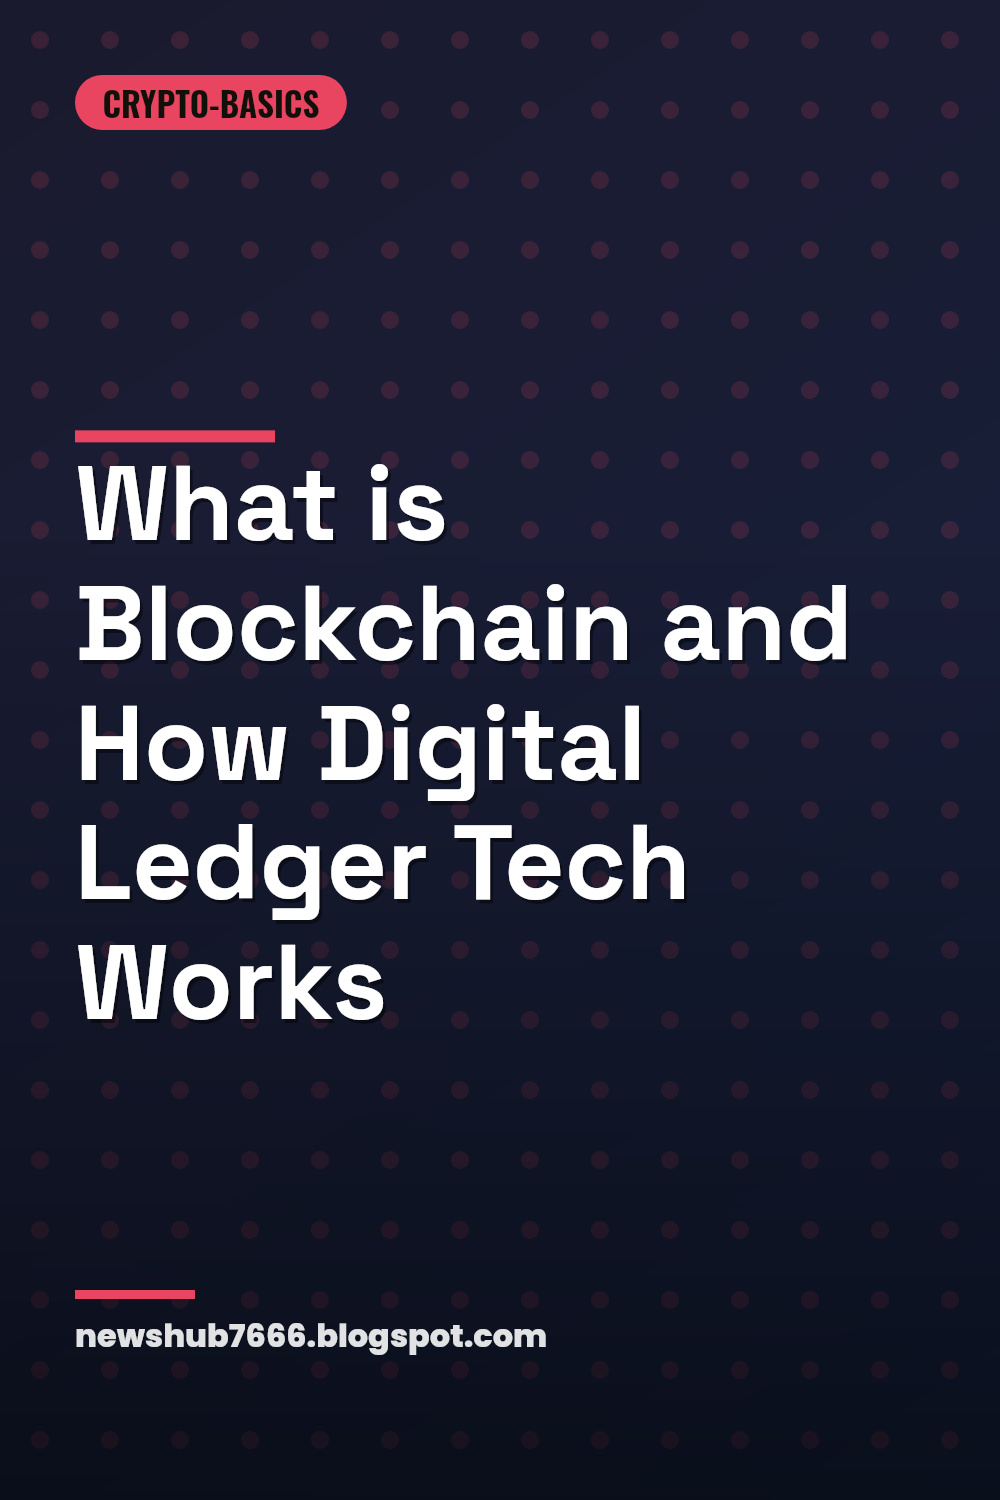 CRYPTO-BASICS
What is
Blockchain and
How Digital
Ledger Tech
Works
newshub7666.blogspot.com